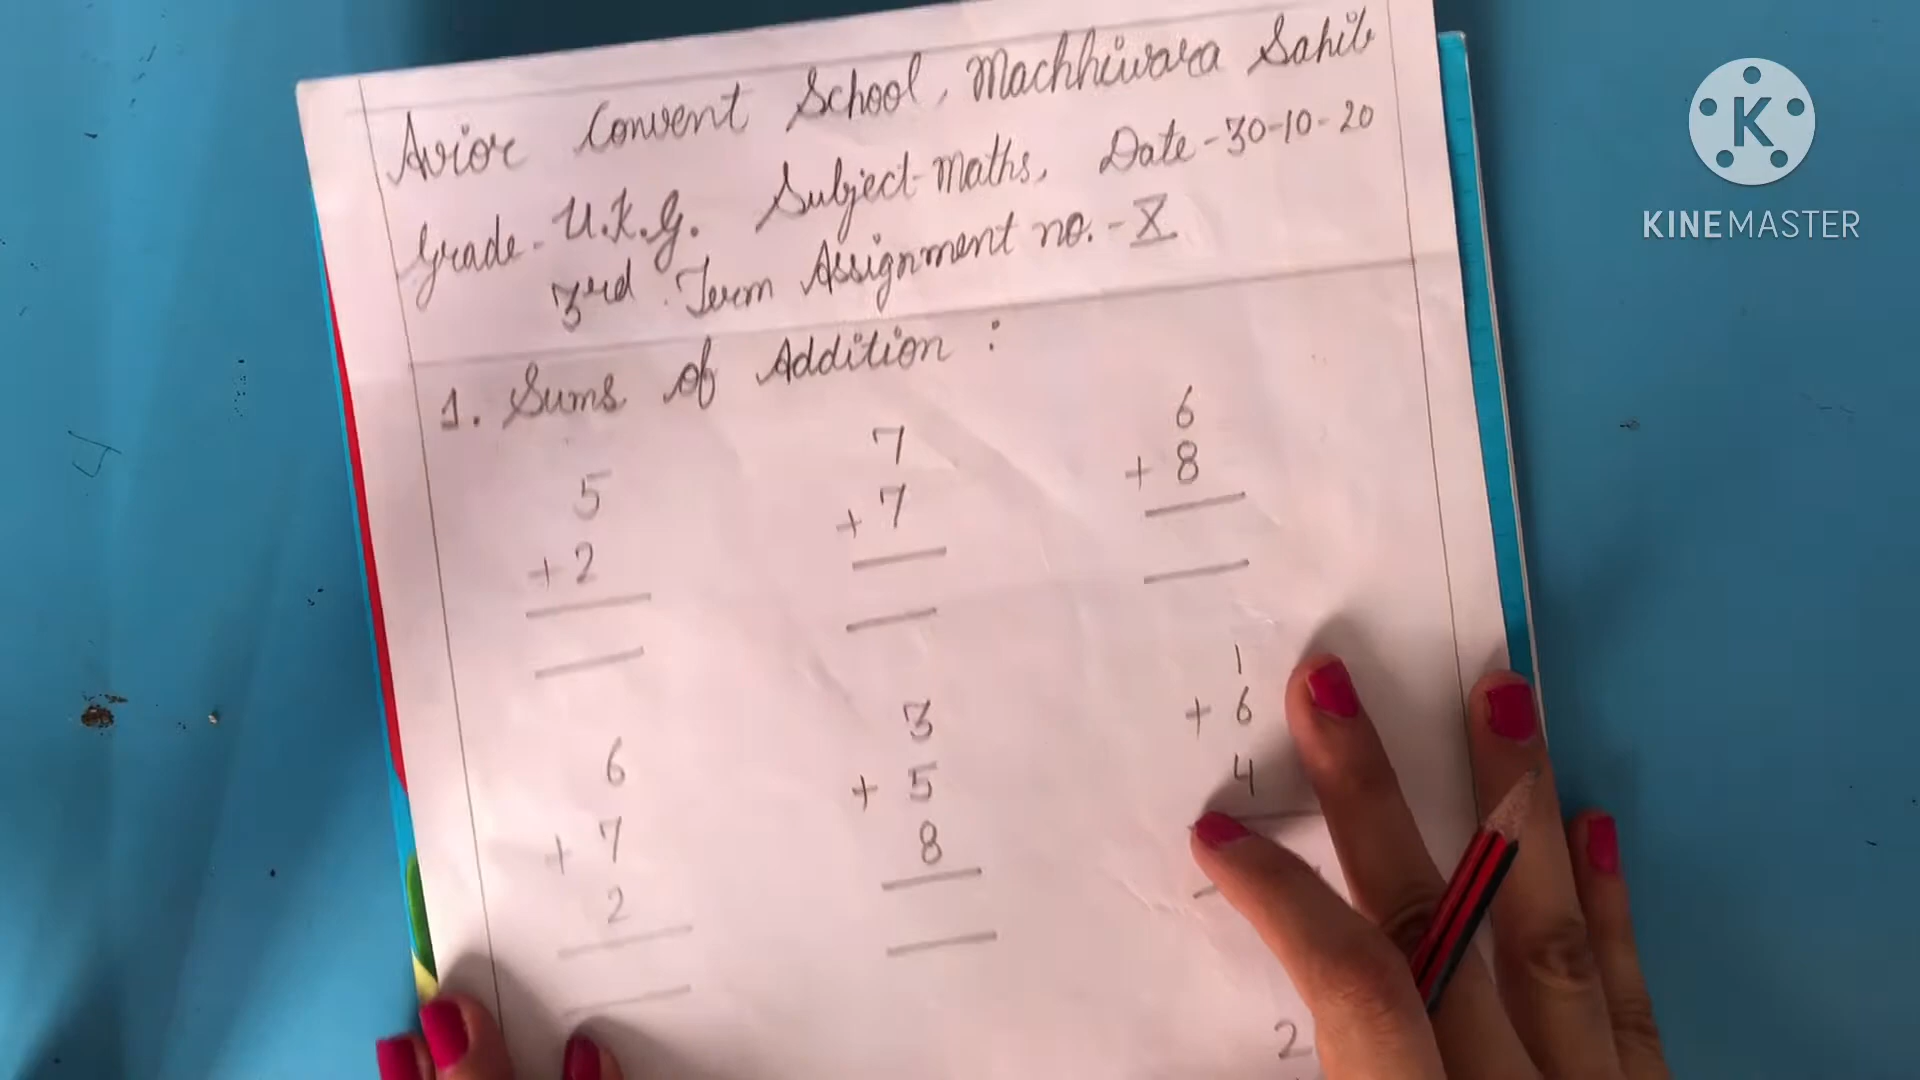 Avior Convent School, Machhiwara Sahib
Grade- U.K.G. Subject-Maths, Date-30-10-20
3rd Term Assignment no.-X
1. Sums of Addition:
5 7 6
+2 +7 +8
6 3 1
+7 +5 +6
2 8 4
2
K
KINEMASTER